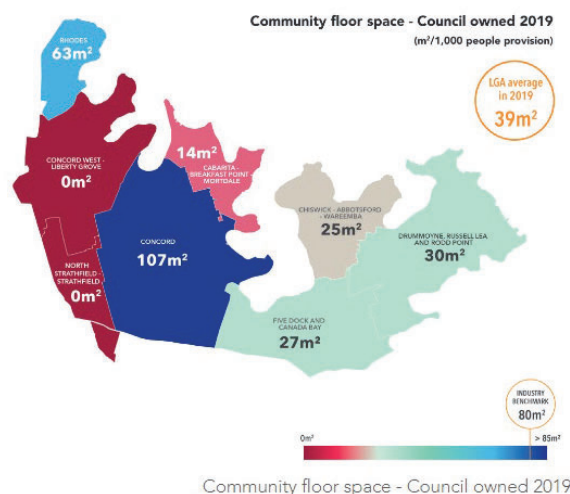 Community floor space - Council owned 2019
(m²/1,000 people provision)
LGA average
in 2019
39m²
RHODES
63m²
CONCORD WEST -
LIBERTY GROVE
0m²
14m²
CABARITA -
BREAKFAST POINT -
MORTDALE
CONCORD
107m²
NORTH
STRATHFIELD -
STRATHFIELD -
0m²
CHISWICK - ABBOTSFORD
- WAREEMBA
25m²
DRUMMOYNE, RUSSELL LEA
AND RODD POINT
30m²
FIVE DOCK AND
CANADA BAY
27m²
INDUSTRY
BENCHMARK
80m²
0m²
> 85m²
Community floor space - Council owned 2019